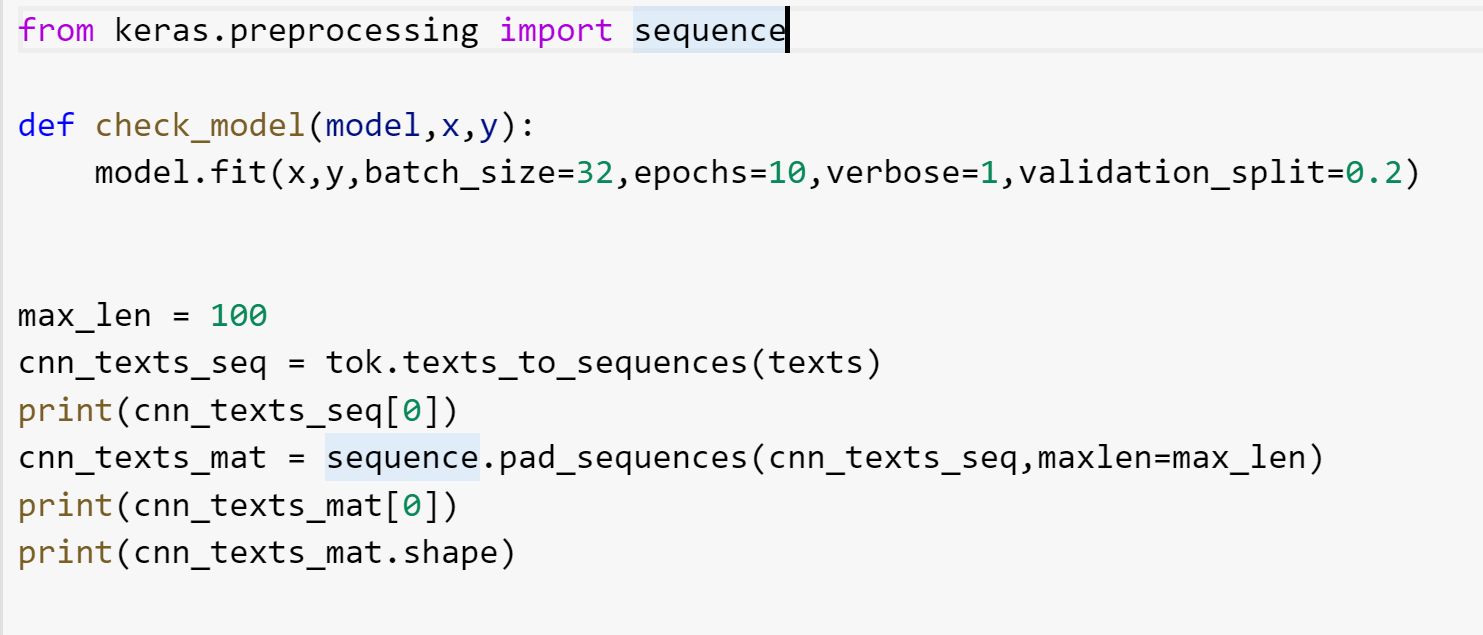 from keras.preprocessing import sequence
def check_model(model,x,y):
    model.fit(x,y,batch_size=32,epochs=10,verbose=1,validation_split=0.2)
max_len = 100
cnn_texts_seq = tok.texts_to_sequences(texts)
print(cnn_texts_seq[0])
cnn_texts_mat = sequence.pad_sequences(cnn_texts_seq,maxlen=max_len)
print(cnn_texts_mat[0])
print(cnn_texts_mat.shape)